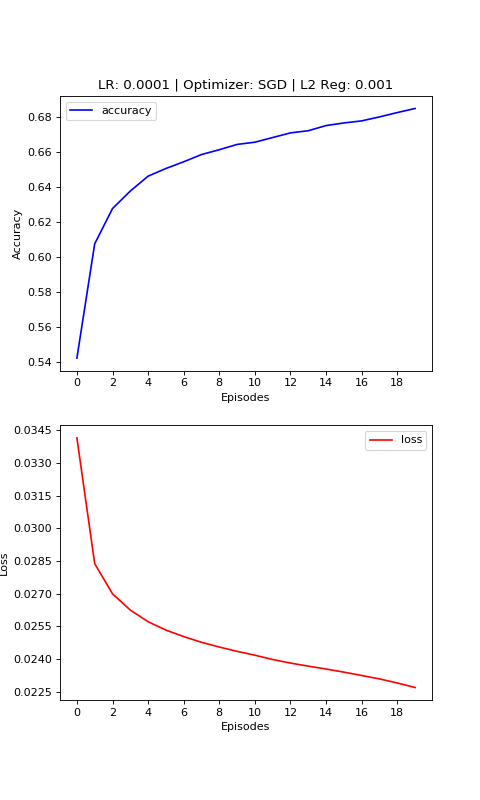 LR: 0.0001 | Optimizer: SGD | L2 Reg: 0.001
accuracy
0.68
0.66
0.64
0.62
0.60
0.58
0.56
0.54
Accuracy
0 2 4 6 8 10 12 14 16 18
Episodes
loss
0.0345
0.0330
0.0315
0.0300
0.0285
0.0270
0.0255
0.0240
0.0225
Loss
0 2 4 6 8 10 12 14 16 18
Episodes